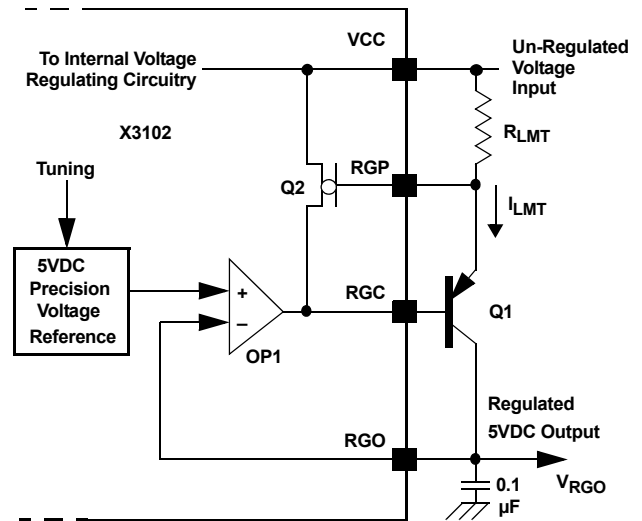 VCC
To Internal Voltage
Regulating Circuitry
Un-Regulated
Voltage
Input
X3102
RLMT
Tuning
RGP
Q2
ILMT
5VDC
Precision
Voltage
Reference
+
–
OP1
RGC
Q1
Regulated
5VDC Output
RGO
VRGO
0.1
µF